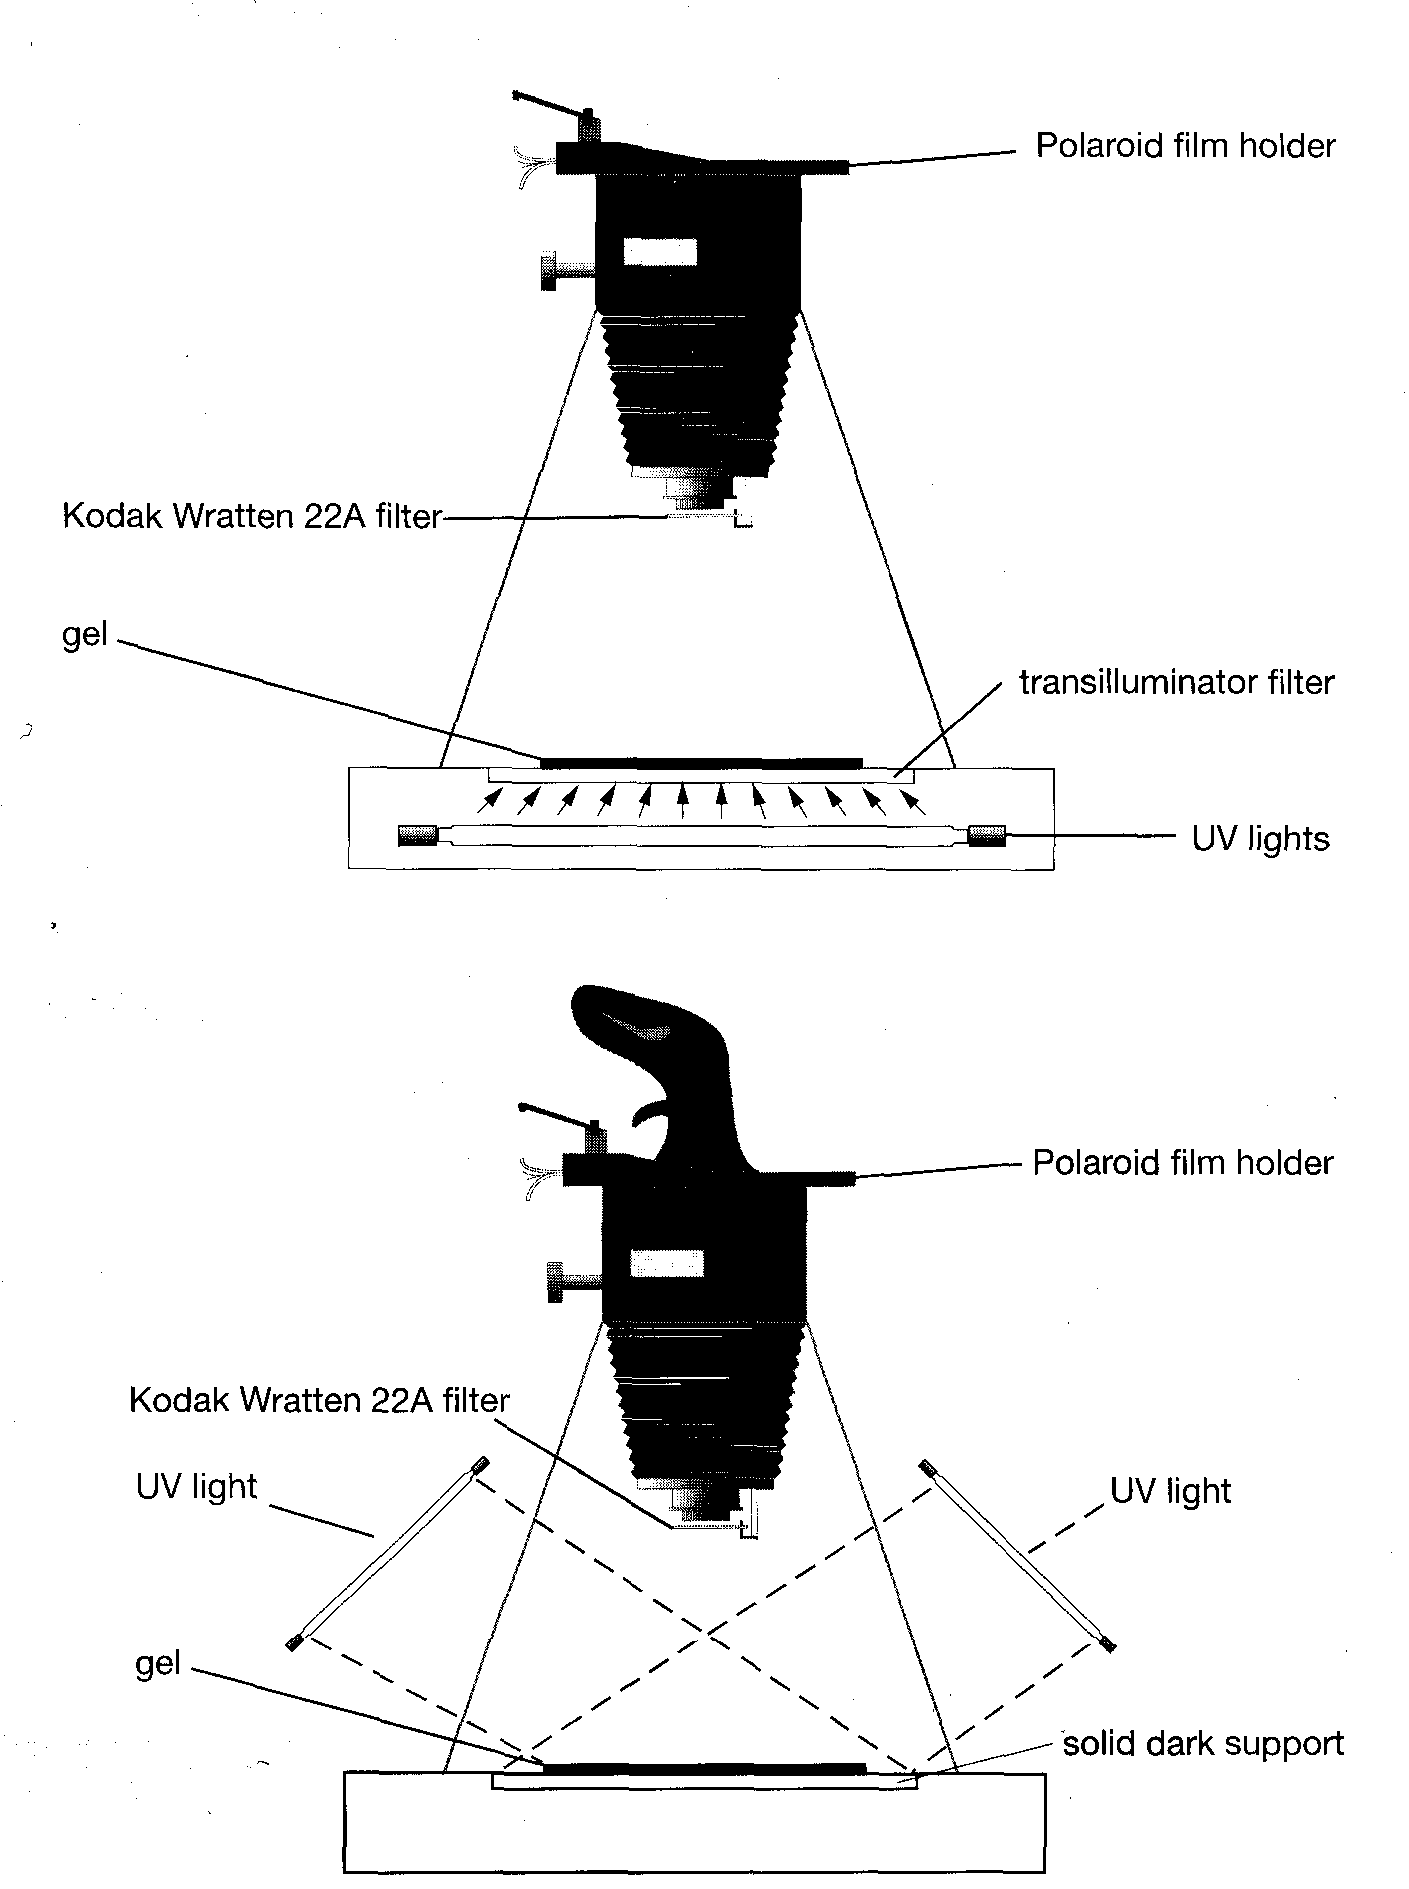 Polaroid film holder
Kodak Wratten 22A filter
gel
transilluminator filter
UV lights
Polaroid film holder
Kodak Wratten 22A filter
UV light
UV light
gel
solid dark support